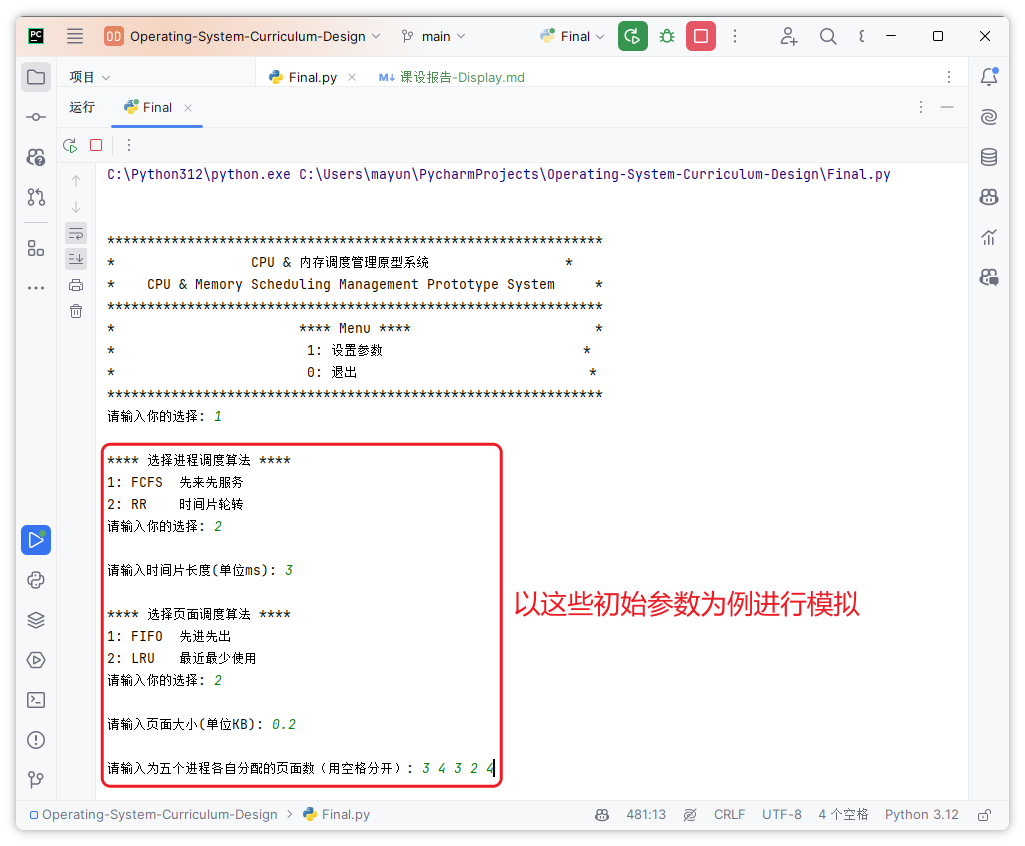 PC
OD Operating-System-Curriculum-Design main Final
项目 Final.py M↓ 课设报告-Display.md
运行 Final
C:\Python312\python.exe C:\Users\mayun\PycharmProjects\Operating-System-Curriculum-Design\Final.py
**************************************************************
* CPU & 内存调度管理原型系统 *
* CPU & Memory Scheduling Management Prototype System *
**************************************************************
* **** Menu **** *
* 1: 设置参数 *
* 0: 退出 *
**************************************************************
请输入你的选择: 1
**** 选择进程调度算法 ****
1: FCFS 先来先服务
2: RR 时间片轮转
请输入你的选择: 2
请输入时间片长度(单位ms): 3
**** 选择页面调度算法 ****
1: FIFO 先进先出
2: LRU 最近最少使用
请输入你的选择: 2
请输入页面大小(单位KB): 0.2
请输入为五个进程各自分配的页面数（用空格分开）: 3 4 3 2 4
以这些初始参数为例进行模拟
Operating-System-Curriculum-Design > Final.py 481:13 CRLF UTF-8 4 个空格 Python 3.12